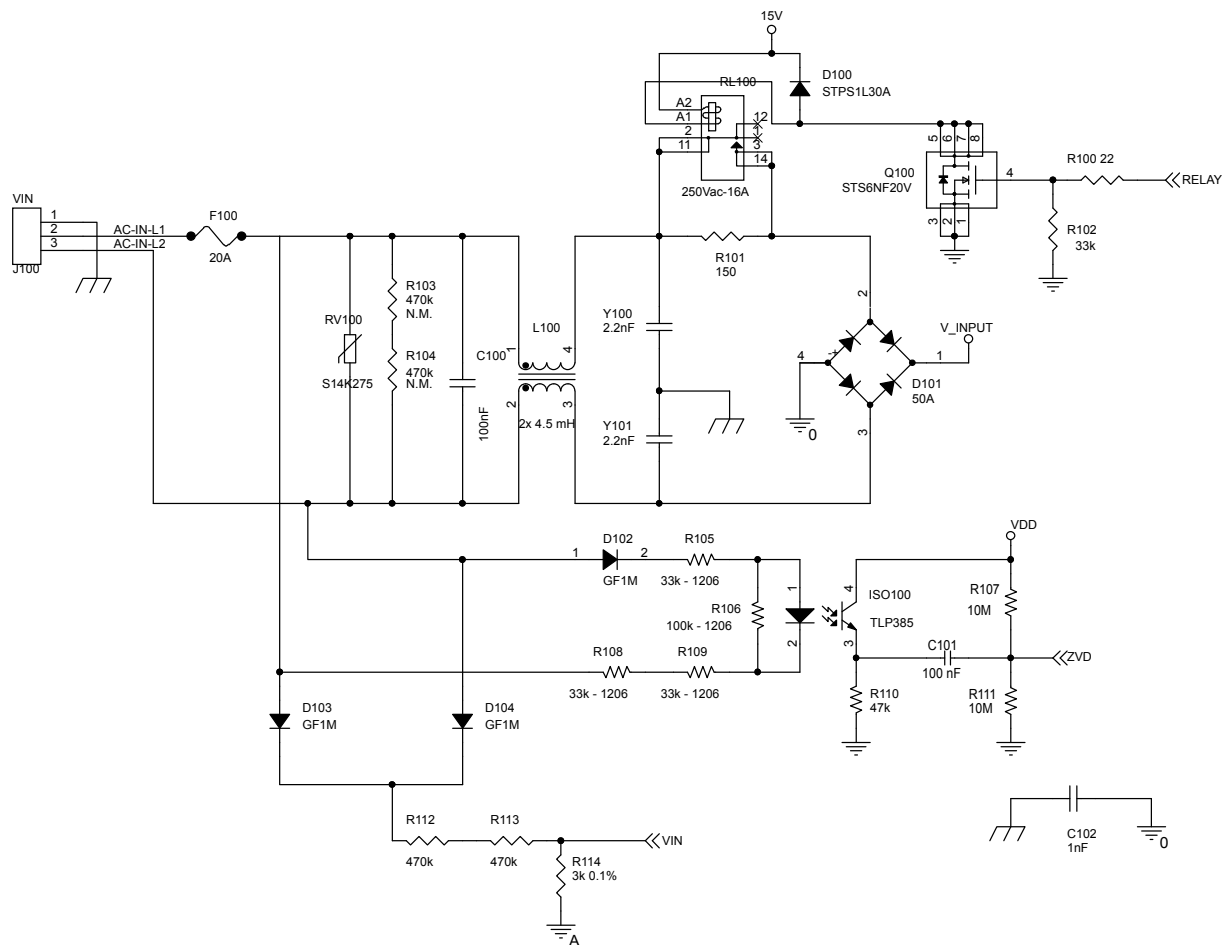 15V
RL100
D100
STPS1L30A
A2
A1
2
11
12
1
3
14
250Vac-16A
5
6
7
8
Q100
STS6NF20V
4
3
2
1
R100 22
RELAY
R102
33k
VIN
1
2
3
J100
AC-IN-L1
AC-IN-L2
F100
20A
R101
150
RV100
S14K275
R103
470k
N.M.
R104
470k
N.M.
C100
100nF
L100
1
4
2
3
2x 4.5 mH
Y100
2.2nF
Y101
2.2nF
2
4
-+
1
3
V_INPUT
D101
50A
0
D102
1
2
GF1M
R105
33k - 1206
R106
100k - 1206
1
2
4
3
ISO100
TLP385
VDD
R107
10M
C101
100 nF
ZVD
R108
33k - 1206
R109
33k - 1206
R110
47k
R111
10M
D103
GF1M
D104
GF1M
R112
470k
R113
470k
VIN
R114
3k 0.1%
A
C102
1nF
0